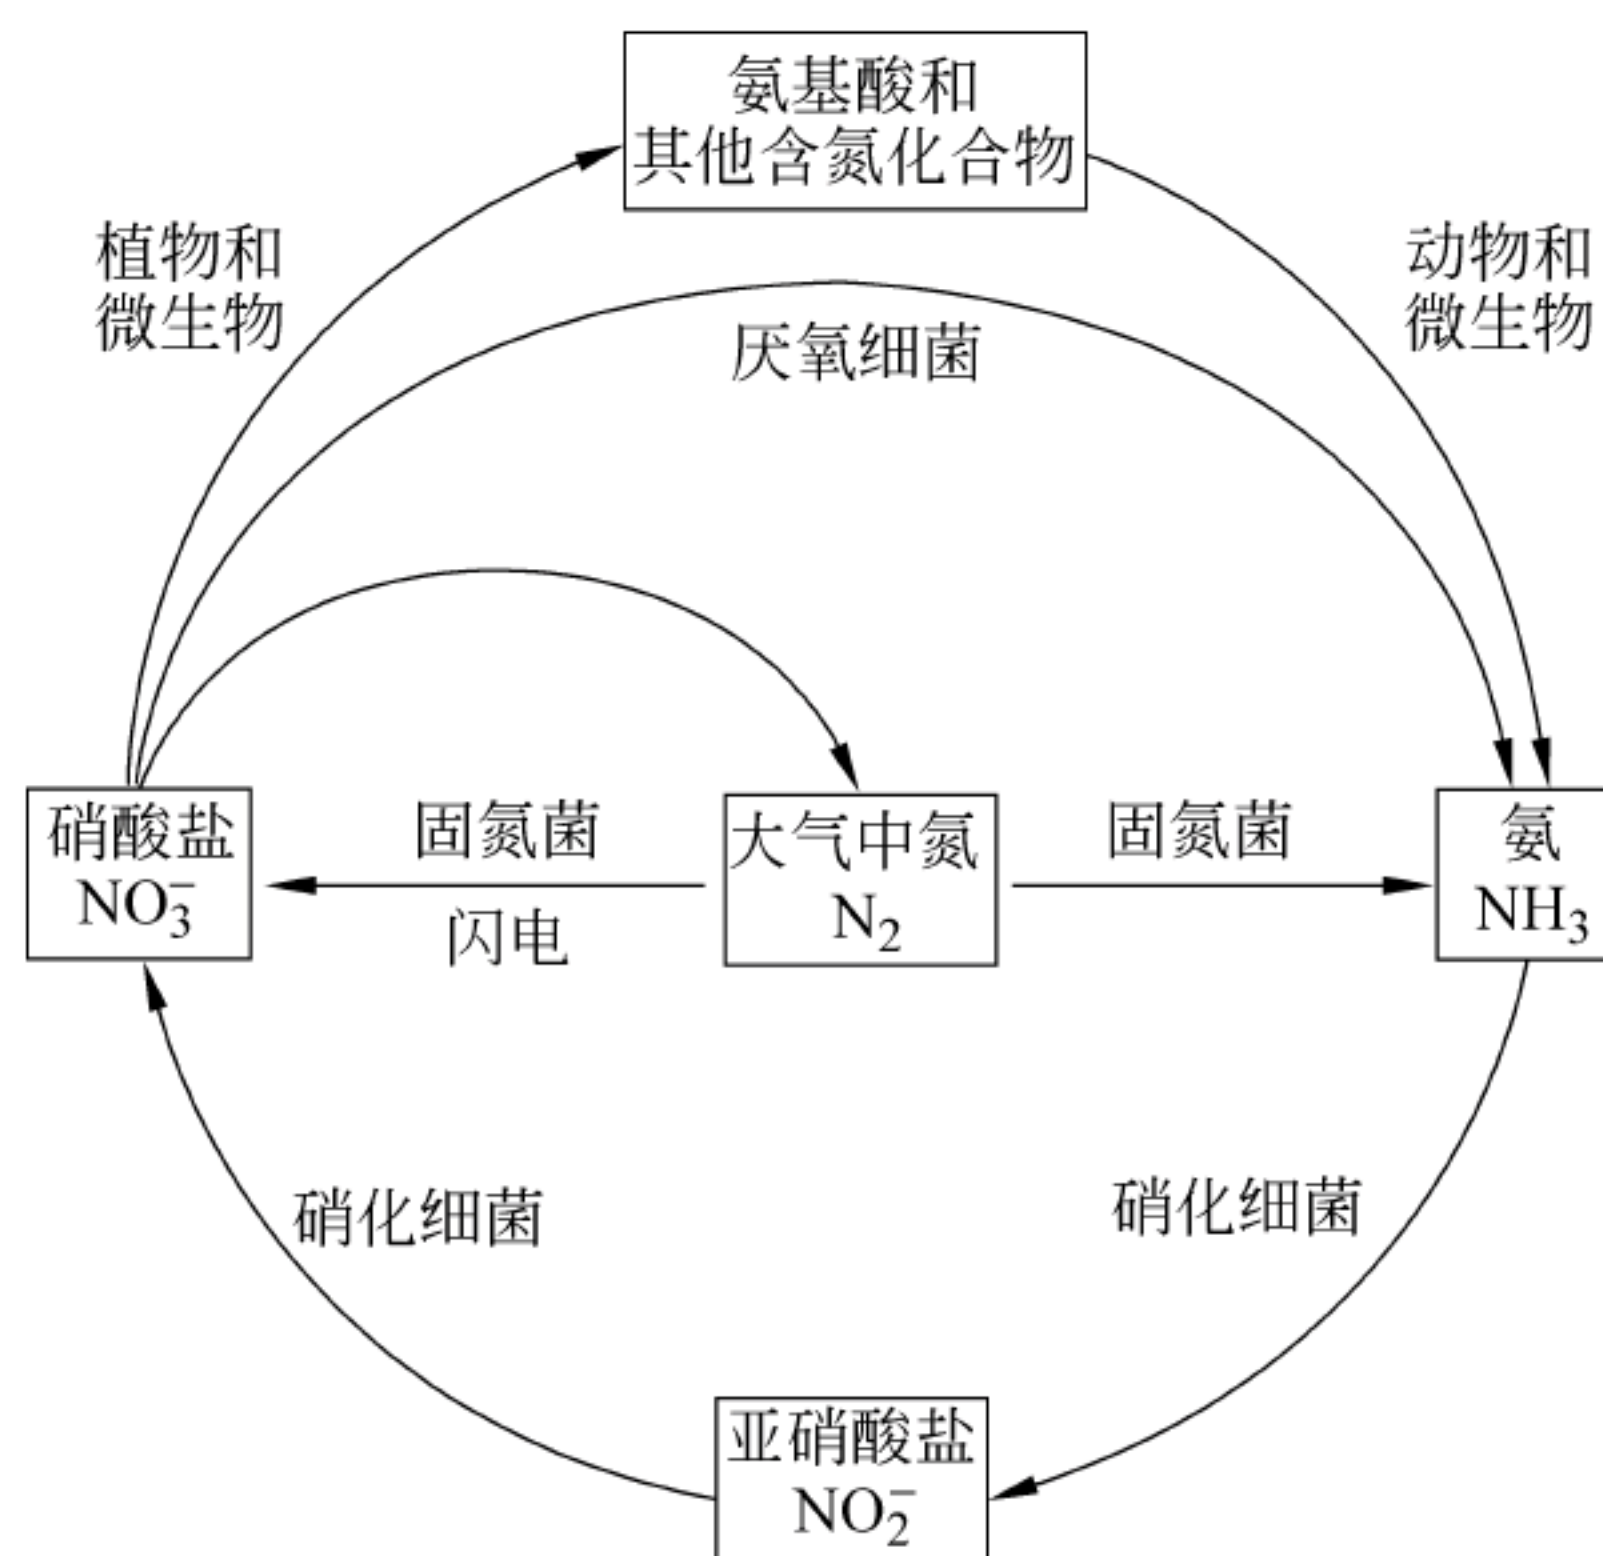 氨基酸和
其他含氮化合物
植物和
微生物
动物和
微生物
厌氧细菌
硝酸盐
NO₃⁻
固氮菌
闪电
大气中氮
N₂
固氮菌
氨
NH₃
硝化细菌
硝化细菌
亚硝酸盐
NO₂⁻